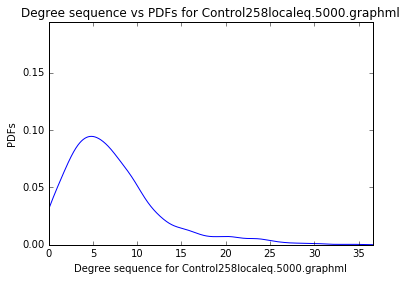 Degree sequence vs PDFs for Control258localeq.5000.graphml
PDFs
0.15
0.10
0.05
0.00
0 5 10 15 20 25 30 35
Degree sequence for Control258localeq.5000.graphml